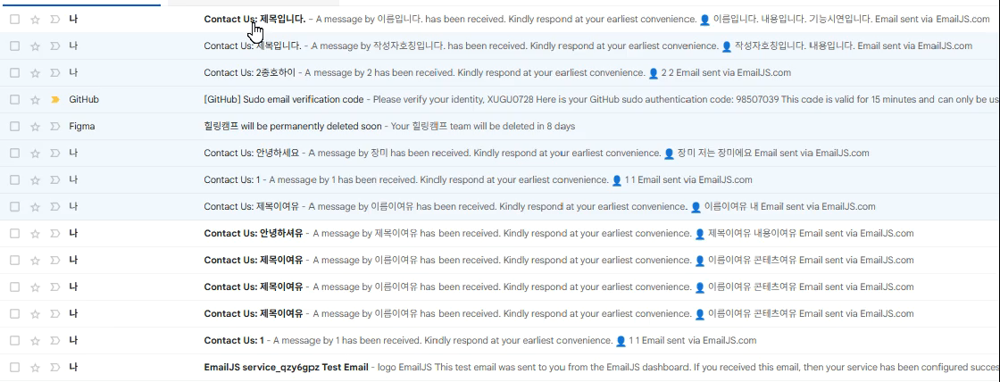 나 Contact Us: 제목입니다. - A message by 이름입니다. has been received. Kindly respond at your earliest convenience. 👤 이름입니다. 내용입니다. 기능시연입니다. Email sent via EmailJS.com
나 Contact Us: 제목입니다. - A message by 작성자호칭입니다. has been received. Kindly respond at your earliest convenience. 👤 작성자호칭입니다. 내용입니다. Email sent via EmailJS.com
나 Contact Us: 2충호하이 - A message by 2 has been received. Kindly respond at your earliest convenience. 👤 2 2 Email sent via EmailJS.com
GitHub [GitHub] Sudo email verification code - Please verify your identity, XUGU0728 Here is your GitHub sudo authentication code: 98507039 This code is valid for 15 minutes and can only be us
Figma 힐링캠프 will be permanently deleted soon - Your 힐링캠프 team will be deleted in 8 days
나 Contact Us: 안녕하세요 - A message by 장미 has been received. Kindly respond at your earliest convenience. 👤 장미 저는 장미에요 Email sent via EmailJS.com
나 Contact Us: 1 - A message by 1 has been received. Kindly respond at your earliest convenience. 👤 1 1 Email sent via EmailJS.com
나 Contact Us: 제목이여유 - A message by 이름이여유 has been received. Kindly respond at your earliest convenience. 👤 이름이여유 내 Email sent via EmailJS.com
나 Contact Us: 안녕하셔유 - A message by 제목이여유 has been received. Kindly respond at your earliest convenience. 👤 제목이여유 내용이여유 Email sent via EmailJS.com
나 Contact Us: 제목이여유 - A message by 이름이여유 has been received. Kindly respond at your earliest convenience. 👤 이름이여유 콘테츠여유 Email sent via EmailJS.com
나 Contact Us: 제목이여유 - A message by 이름이여유 has been received. Kindly respond at your earliest convenience. 👤 이름이여유 콘테츠여유 Email sent via EmailJS.com
나 Contact Us: 제목이여유 - A message by 이름이여유 has been received. Kindly respond at your earliest convenience. 👤 이름이여유 콘테츠여유 Email sent via EmailJS.com
나 Contact Us: 1 - A message by 1 has been received. Kindly respond at your earliest convenience. 👤 1 1 Email sent via EmailJS.com
나 EmailJS service_qzy6gpz Test Email - logo EmailJS This test email was sent to you from the EmailJS dashboard. If you received this email, then your service has been configured succes